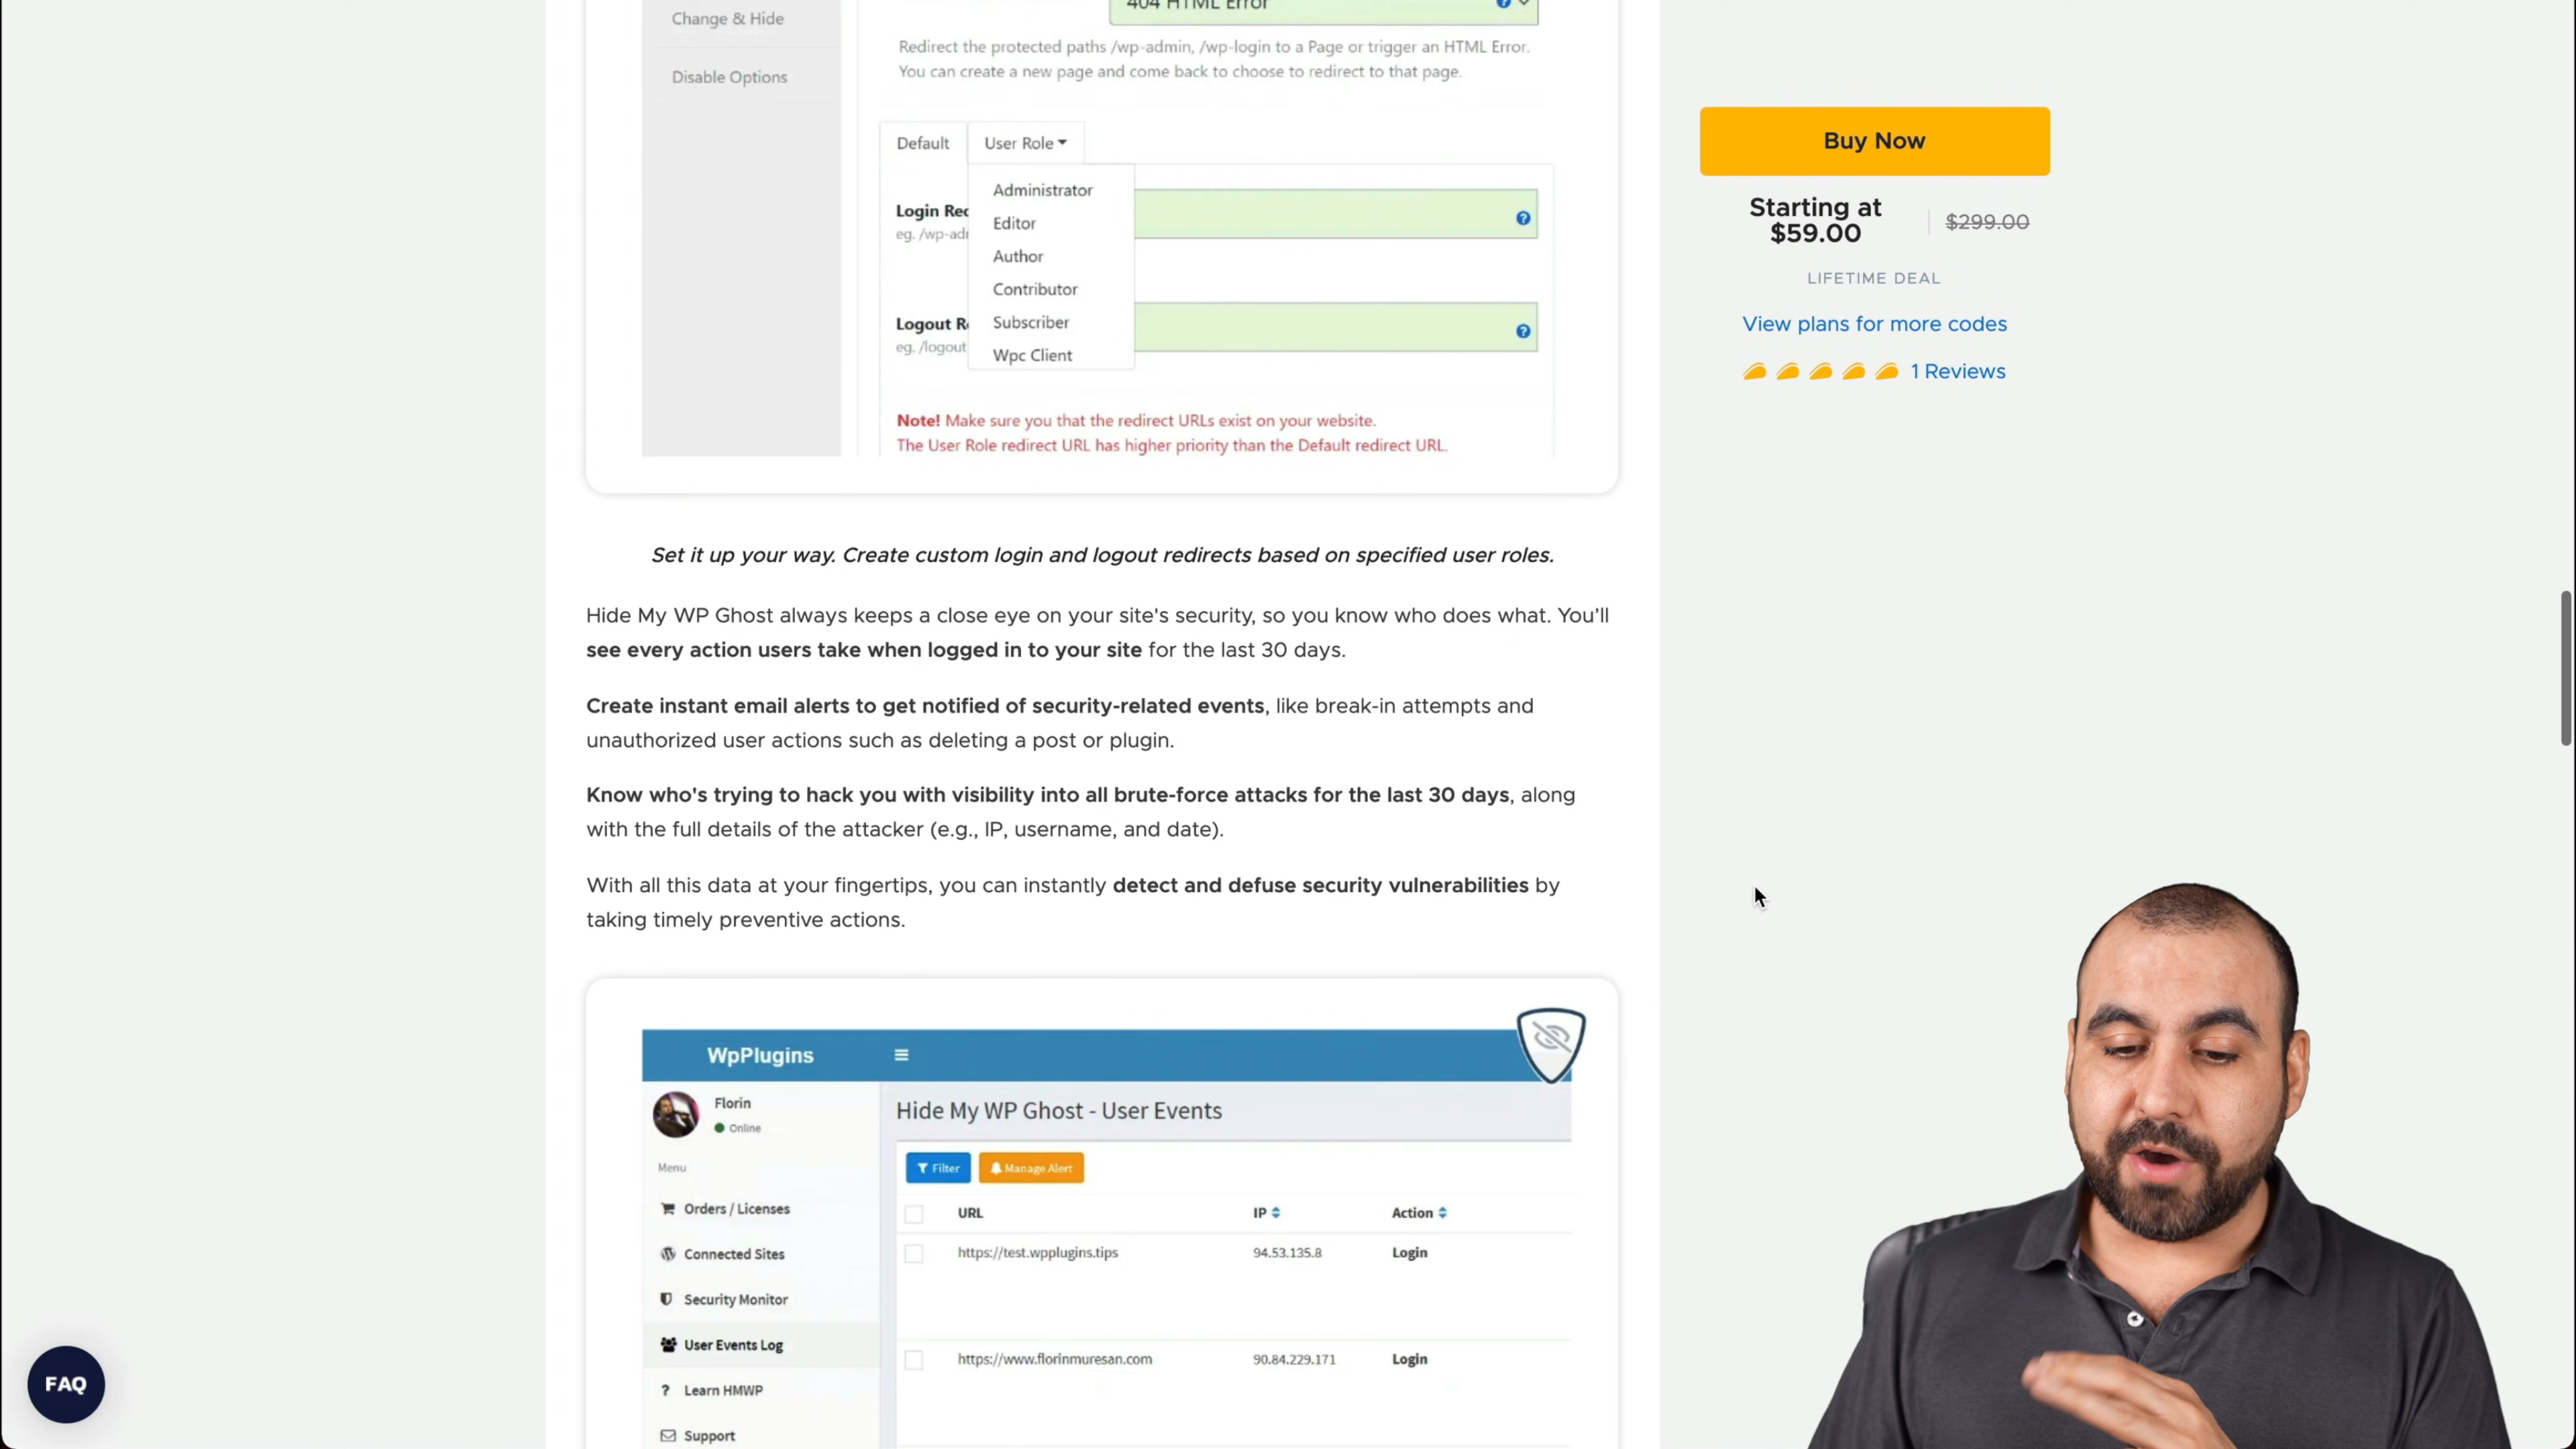 Change & Hide
404 HTML Error
Redirect the protected paths /wp-admin, /wp-login to a Page or trigger an HTML Error.
You can create a new page and come back to choose to redirect to that page.
Disable Options
Default
User Role
Administrator
Editor
Author
Contributor
Subscriber
Wpc Client
Login Rec
eg. /wp-adr
Logout R
eg. /logout
Note! Make sure you that the redirect URLs exist on your website.
The User Role redirect URL has higher priority than the Default redirect URL.
Buy Now
Starting at
$59.00
$299.00
LIFETIME DEAL
View plans for more codes
1 Reviews
Set it up your way. Create custom login and logout redirects based on specified user roles.
Hide My WP Ghost always keeps a close eye on your site's security, so you know who does what. You'll
see every action users take when logged in to your site for the last 30 days.
Create instant email alerts to get notified of security-related events, like break-in attempts and
unauthorized user actions such as deleting a post or plugin.
Know who's trying to hack you with visibility into all brute-force attacks for the last 30 days, along
with the full details of the attacker (e.g., IP, username, and date).
With all this data at your fingertips, you can instantly detect and defuse security vulnerabilities by
taking timely preventive actions.
WpPlugins
Florin
Online
Menu
Orders / Licenses
Connected Sites
Security Monitor
User Events Log
? Learn HMWP
Support
Hide My WP Ghost - User Events
Filter
Manage Alert
URL IP Action
https://test.wpplugins.tips 94.53.135.8 Login
https://www.florinmuresan.com 90.84.229.171 Login
FAQ